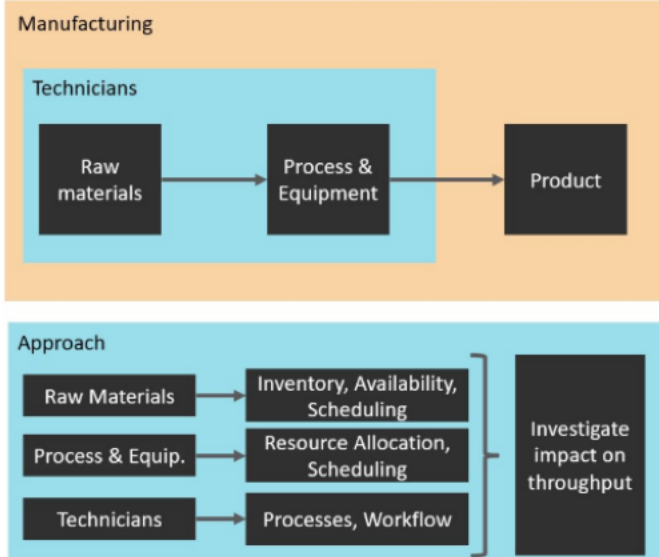 Manufacturing
Technicians
Raw
materials
Process &
Equipment
Product
Approach
Raw Materials
Inventory, Availability,
Scheduling
Process & Equip.
Resource Allocation,
Scheduling
Technicians
Processes, Workflow
Investigate
impact on
throughput